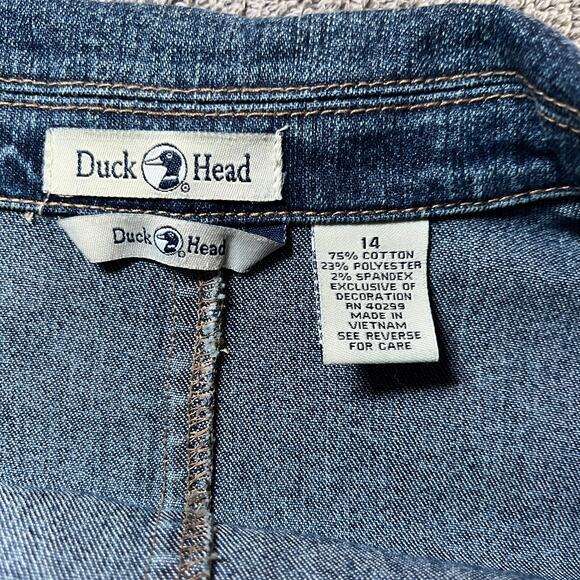 Duck Head
Duck Head
14
75% COTTON
23% POLYESTER
2% SPANDEX
EXCLUSIVE OF
DECORATION
RN 40299
MADE IN
VIETNAM
SEE REVERSE
FOR CARE